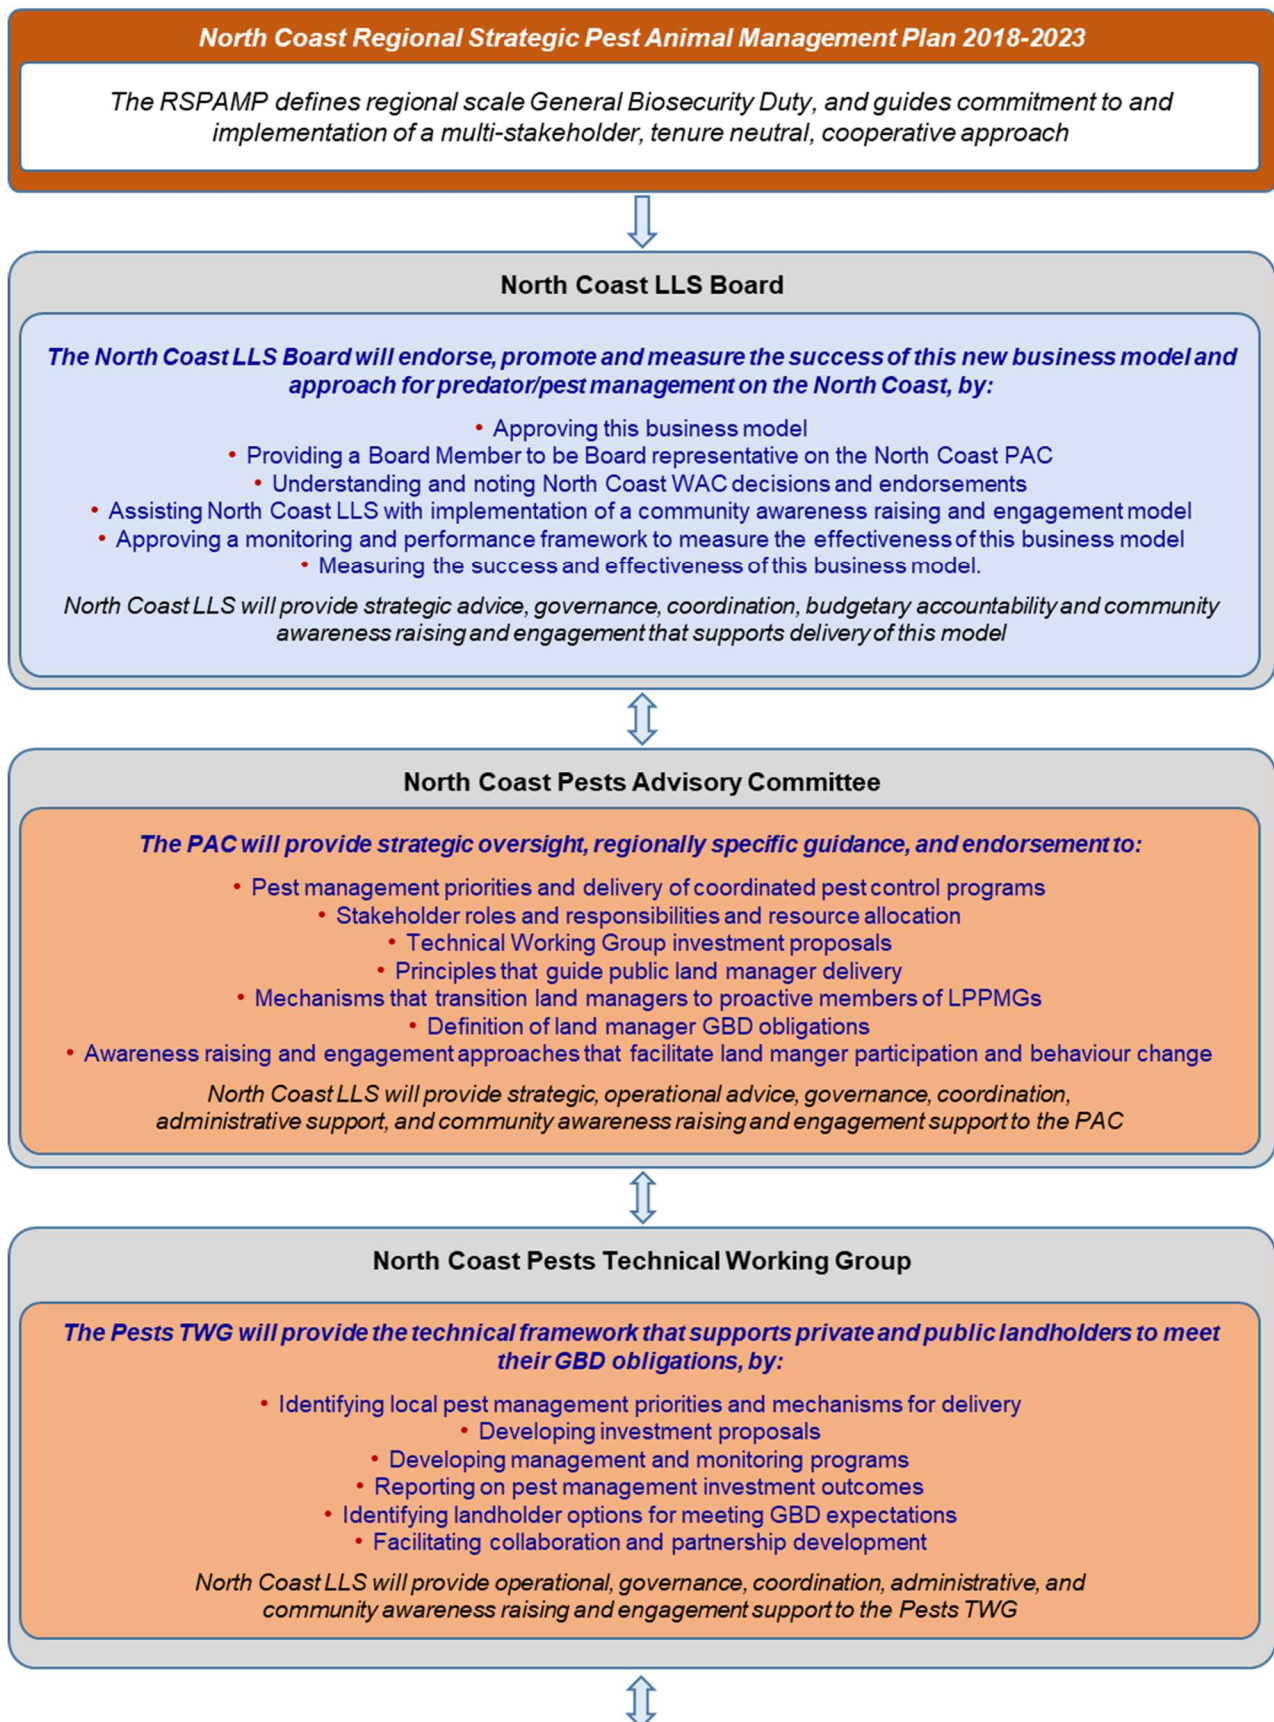 North Coast Regional Strategic Pest Animal Management Plan 2018-2023
The RSPAMP defines regional scale General Biosecurity Duty, and guides commitment to and
implementation of a multi-stakeholder, tenure neutral, cooperative approach
North Coast LLS Board
The North Coast LLS Board will endorse, promote and measure the success of this new business model and
approach for predator/pest management on the North Coast, by:
• Approving this business model
• Providing a Board Member to be Board representative on the North Coast PAC
• Understanding and noting North Coast WAC decisions and endorsements
• Assisting North Coast LLS with implementation of a community awareness raising and engagement model
• Approving a monitoring and performance framework to measure the effectiveness of this business model
• Measuring the success and effectiveness of this business model.
North Coast LLS will provide strategic advice, governance, coordination, budgetary accountability and community
awareness raising and engagement that supports delivery of this model
North Coast Pests Advisory Committee
The PAC will provide strategic oversight, regionally specific guidance, and endorsement to:
• Pest management priorities and delivery of coordinated pest control programs
• Stakeholder roles and responsibilities and resource allocation
• Technical Working Group investment proposals
• Principles that guide public land manager delivery
• Mechanisms that transition land managers to proactive members of LPPMGs
• Definition of land manager GBD obligations
• Awareness raising and engagement approaches that facilitate land manger participation and behaviour change
North Coast LLS will provide strategic, operational advice, governance, coordination,
administrative support, and community awareness raising and engagement support to the PAC
North Coast Pests Technical Working Group
The Pests TWG will provide the technical framework that supports private and public landholders to meet
their GBD obligations, by:
• Identifying local pest management priorities and mechanisms for delivery
• Developing investment proposals
• Developing management and monitoring programs
• Reporting on pest management investment outcomes
• Identifying landholder options for meeting GBD expectations
• Facilitating collaboration and partnership development
North Coast LLS will provide operational, governance, coordination, administrative, and
community awareness raising and engagement support to the Pests TWG